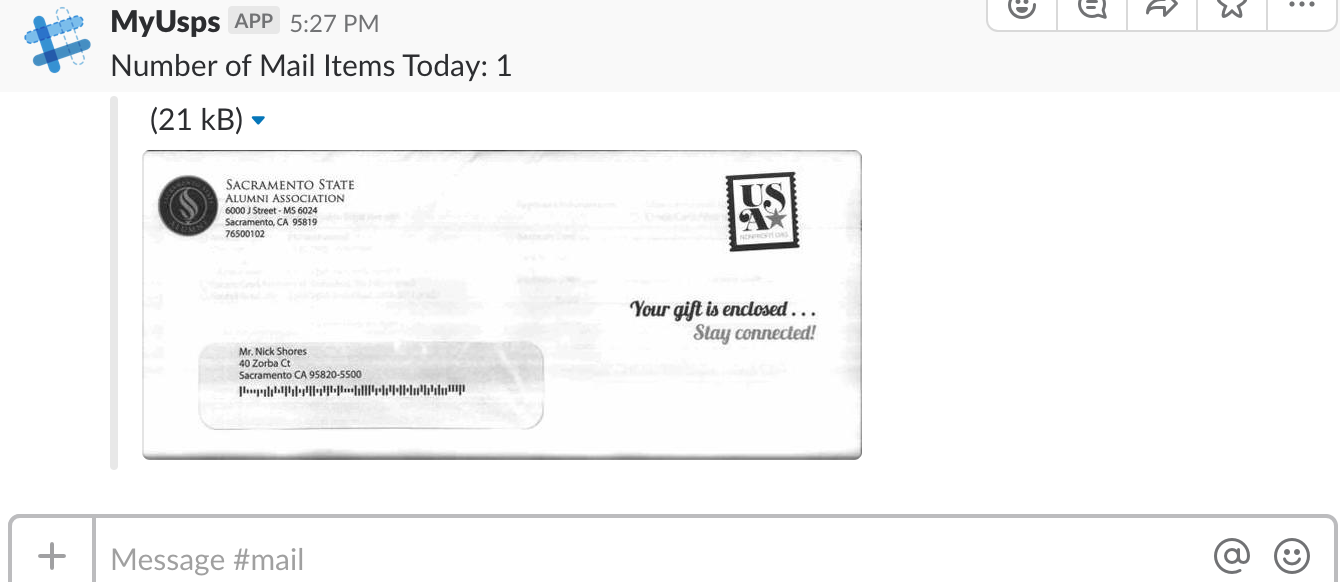 MyUsps APP 5:27 PM
Number of Mail Items Today: 1
(21 kB)
SACRAMENTO STATE
ALUMNI ASSOCIATION
6000 J Street - MS 6024
Sacramento, CA 95819
76500102
USA
NONPROFIT ORG
Your gift is enclosed . . .
Stay connected!
Mr. Nick Shores
40 Zorba Ct
Sacramento CA 95820-5500
Message #mail